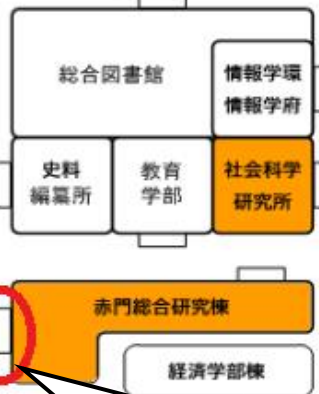 総合図書館
情報学環
情報学府
史料
編纂所
教育
学部
社会科学
研究所
赤門総合研究棟
経済学部棟